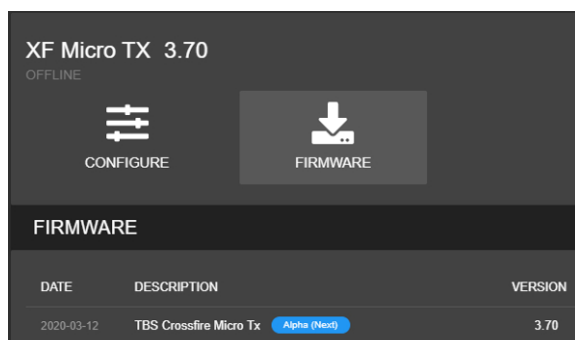 XF Micro TX 3.70
OFFLINE
CONFIGURE FIRMWARE
FIRMWARE
DATE DESCRIPTION VERSION
2020-03-12 TBS Crossfire Micro Tx Alpha (Next) 3.70